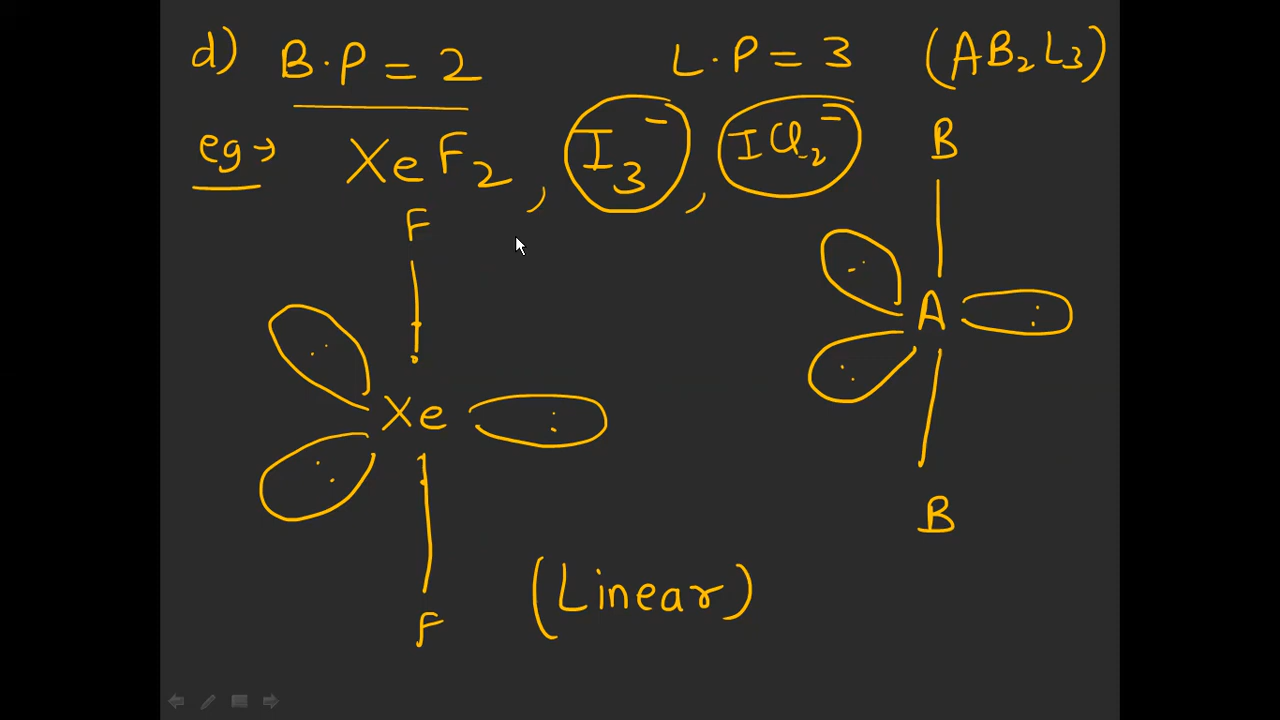 d) B.P = 2 L.P = 3 (AB₂L₃)
eg → XeF₂, I₃⁻, ICl₂⁻
B
F
A
Xe
B
(Linear)
F